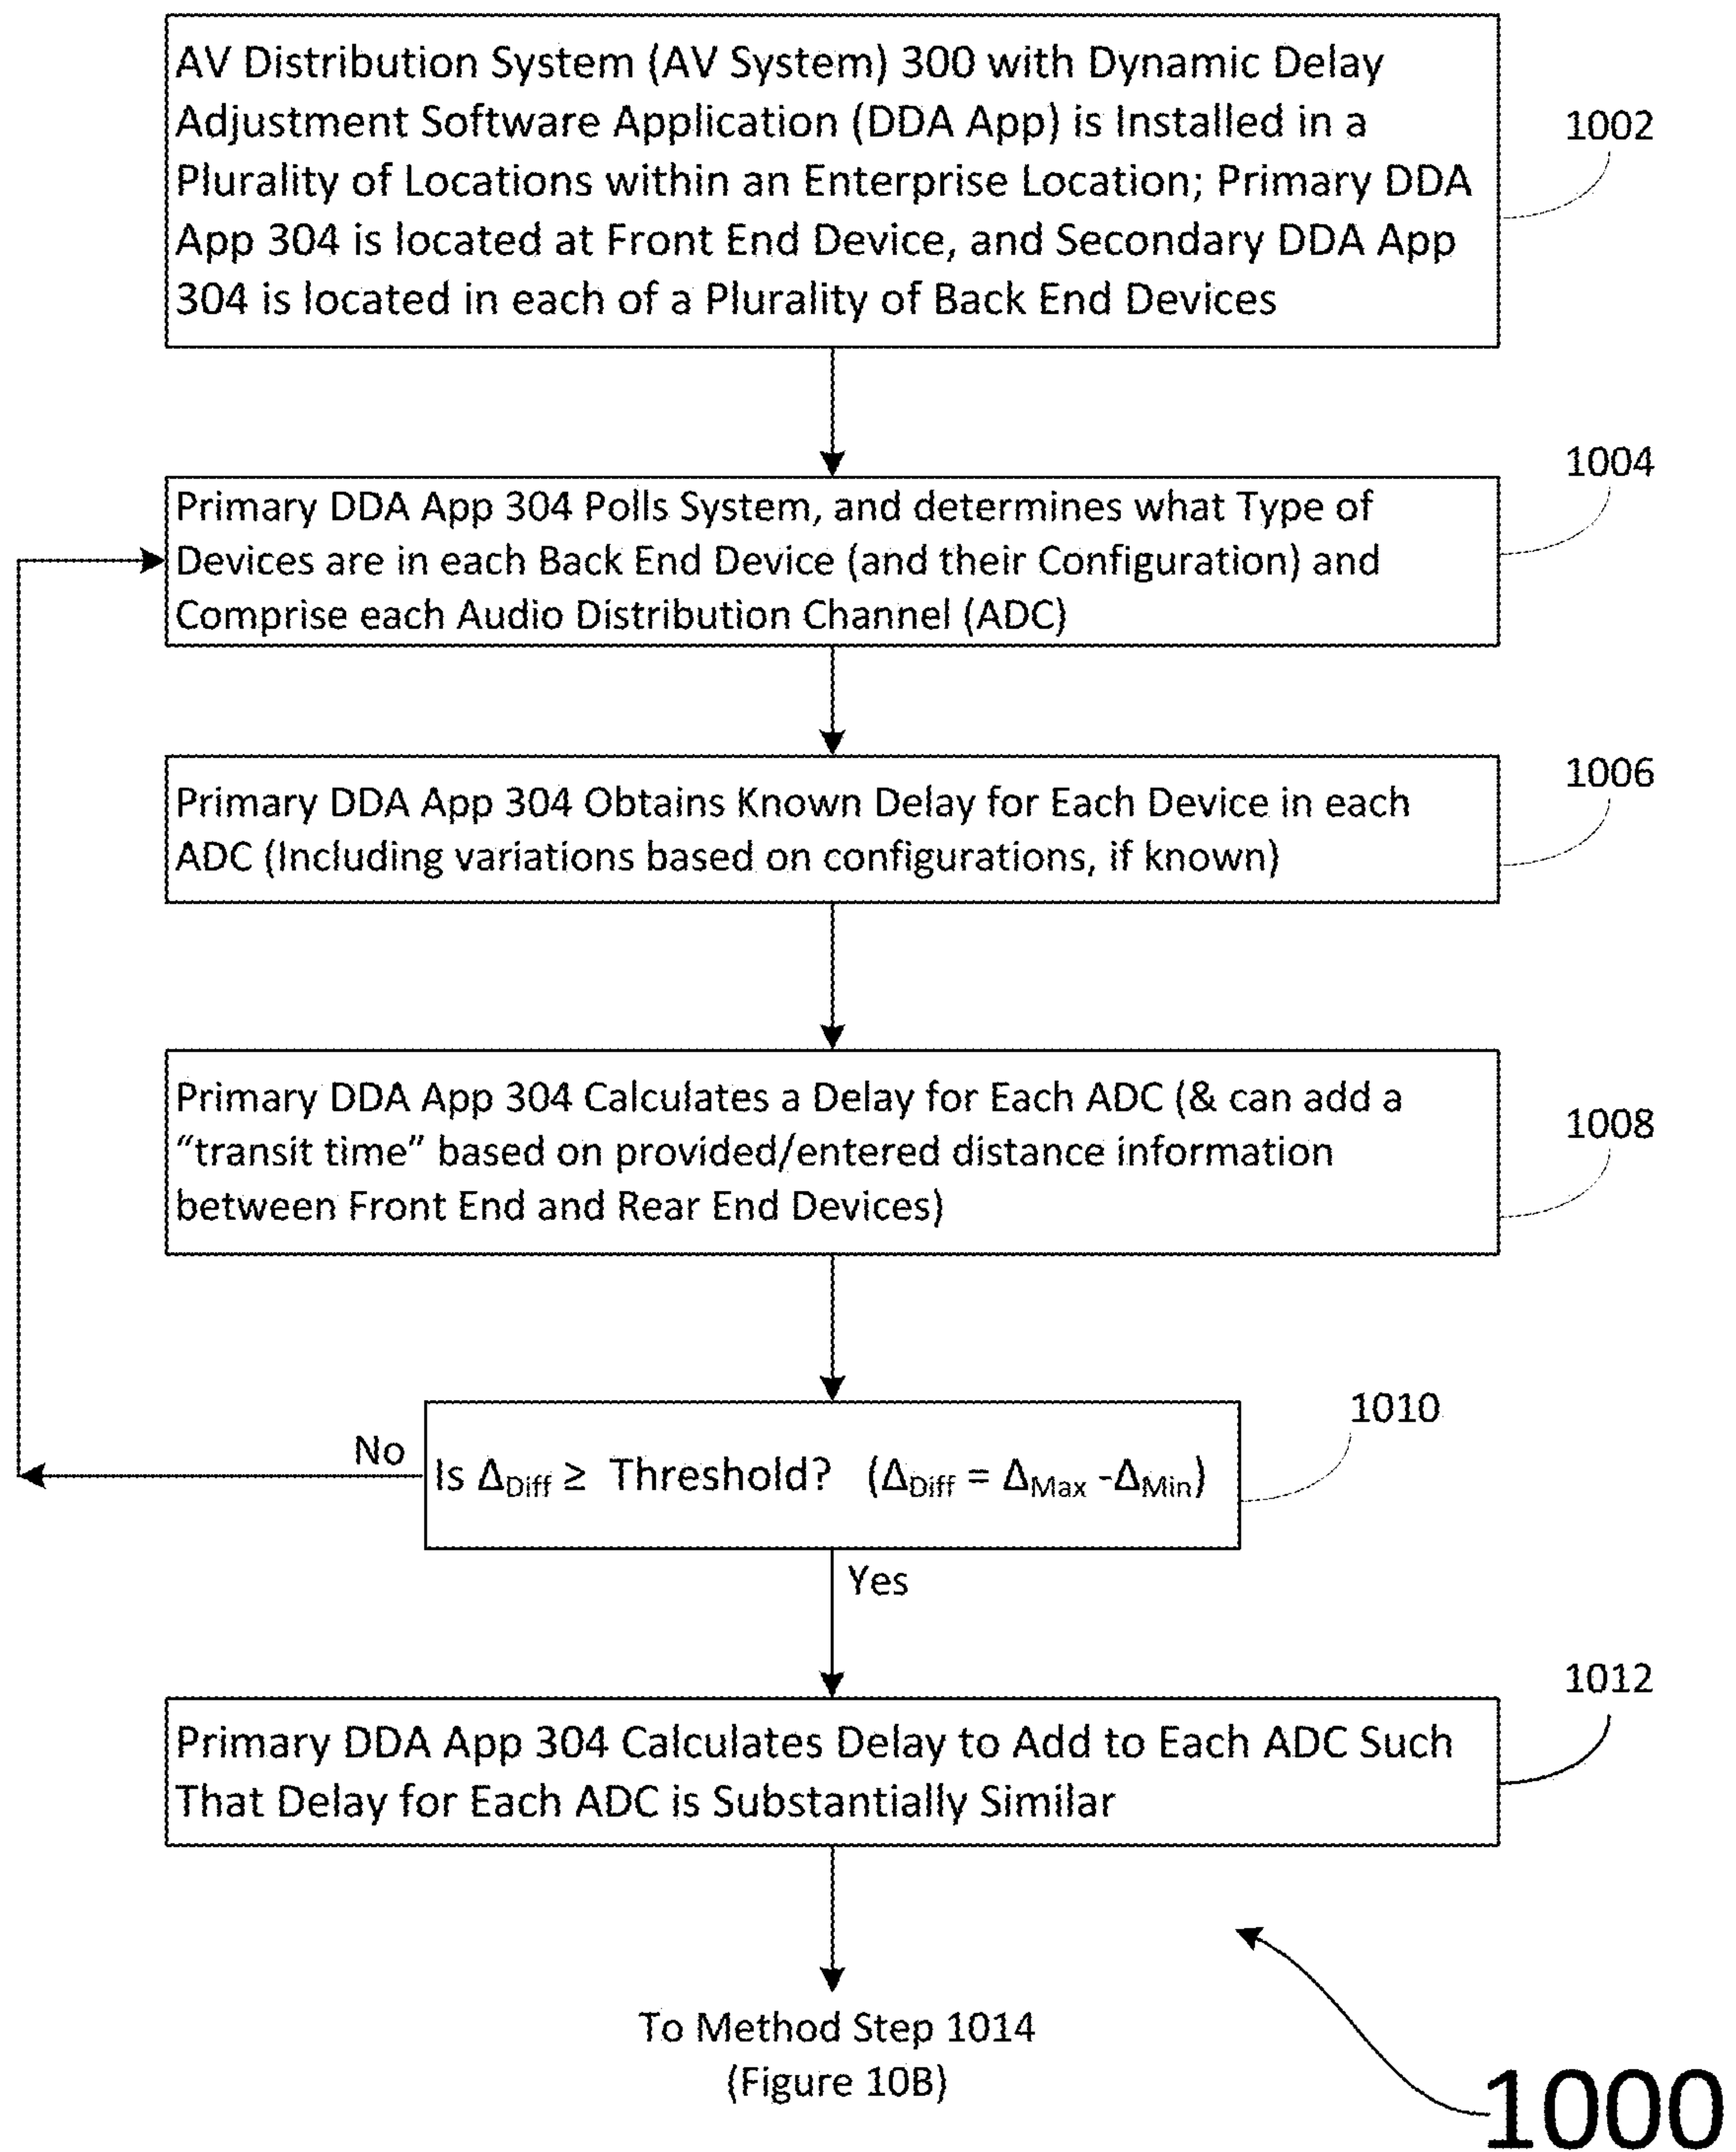 AV Distribution System (AV System) 300 with Dynamic Delay
Adjustment Software Application (DDA App) is Installed in a
Plurality of Locations within an Enterprise Location; Primary DDA
App 304 is located at Front End Device, and Secondary DDA App
304 is located in each of a Plurality of Back End Devices
1002
Primary DDA App 304 Polls System, and determines what Type of
Devices are in each Back End Device (and their Configuration) and
Comprise each Audio Distribution Channel (ADC)
1004
Primary DDA App 304 Obtains Known Delay for Each Device in each
ADC (Including variations based on configurations, if known)
1006
Primary DDA App 304 Calculates a Delay for Each ADC (& can add a
“transit time” based on provided/entered distance information
between Front End and Rear End Devices)
1008
Is ΔDiff ≥ Threshold? (ΔDiff = ΔMax -ΔMin)
1010
No
Yes
Primary DDA App 304 Calculates Delay to Add to Each ADC Such
That Delay for Each ADC is Substantially Similar
1012
To Method Step 1014
(Figure 10B)
1000